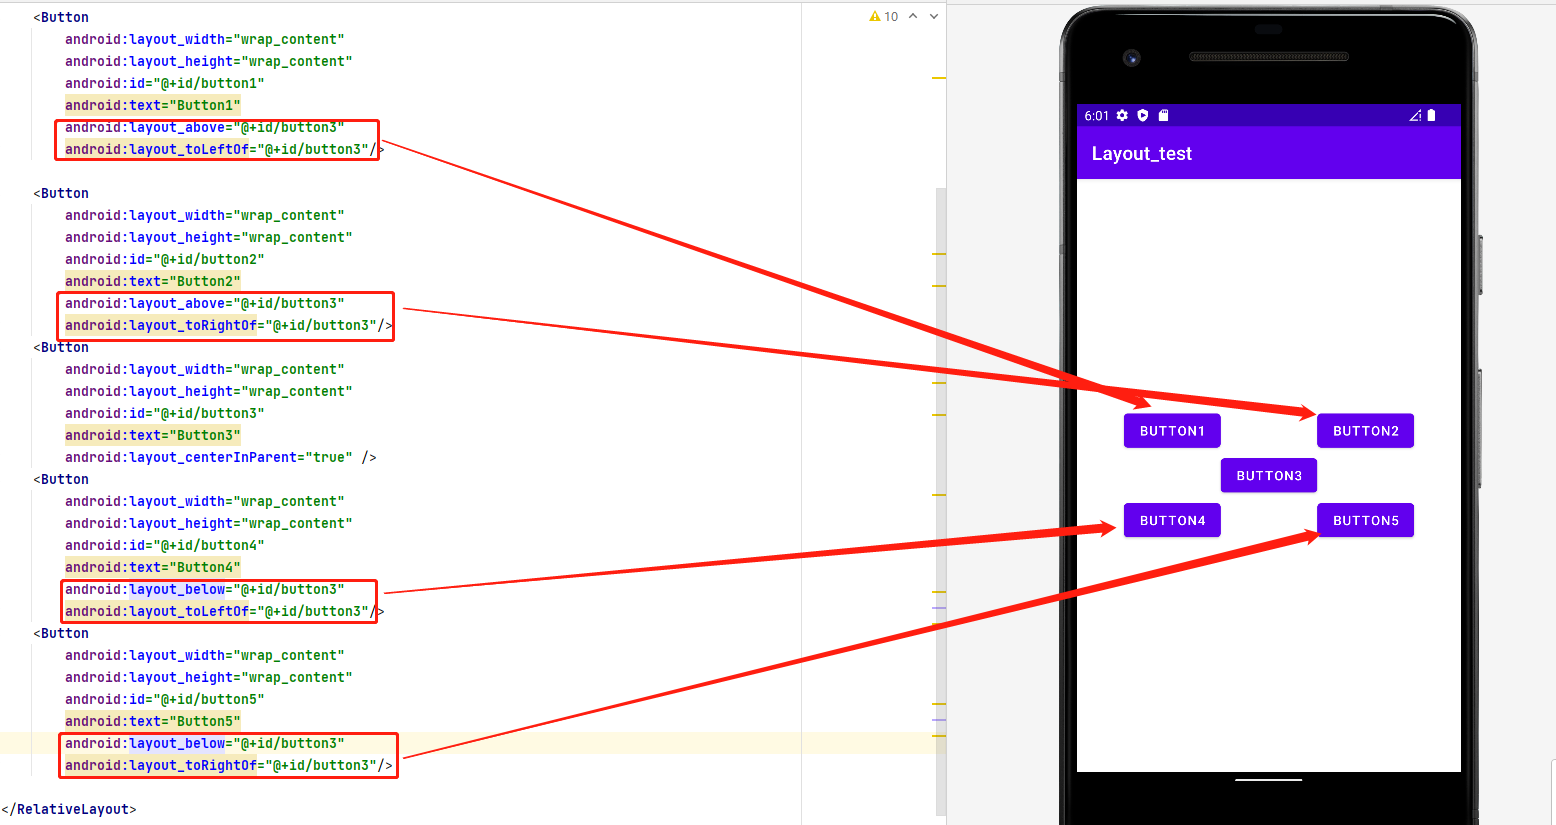 <Button
android:layout_width="wrap_content"
android:layout_height="wrap_content"
android:id="@+id/button1"
android:text="Button1"
android:layout_above="@+id/button3"
android:layout_toLeftOf="@+id/button3"/>
<Button
android:layout_width="wrap_content"
android:layout_height="wrap_content"
android:id="@+id/button2"
android:text="Button2"
android:layout_above="@+id/button3"
android:layout_toRightOf="@+id/button3"/>
<Button
android:layout_width="wrap_content"
android:layout_height="wrap_content"
android:id="@+id/button3"
android:text="Button3"
android:layout_centerInParent="true" />
<Button
android:layout_width="wrap_content"
android:layout_height="wrap_content"
android:id="@+id/button4"
android:text="Button4"
android:layout_below="@+id/button3"
android:layout_toLeftOf="@+id/button3"/>
<Button
android:layout_width="wrap_content"
android:layout_height="wrap_content"
android:id="@+id/button5"
android:text="Button5"
android:layout_below="@+id/button3"
android:layout_toRightOf="@+id/button3"/>
</RelativeLayout>
10
6:01
Layout_test
BUTTON1 BUTTON2
BUTTON3
BUTTON4 BUTTON5